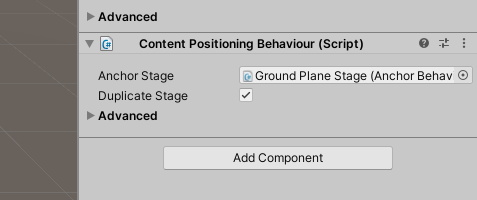 Advanced
Content Positioning Behaviour (Script)
Anchor Stage Ground Plane Stage (Anchor Behav
Duplicate Stage
Advanced
Add Component